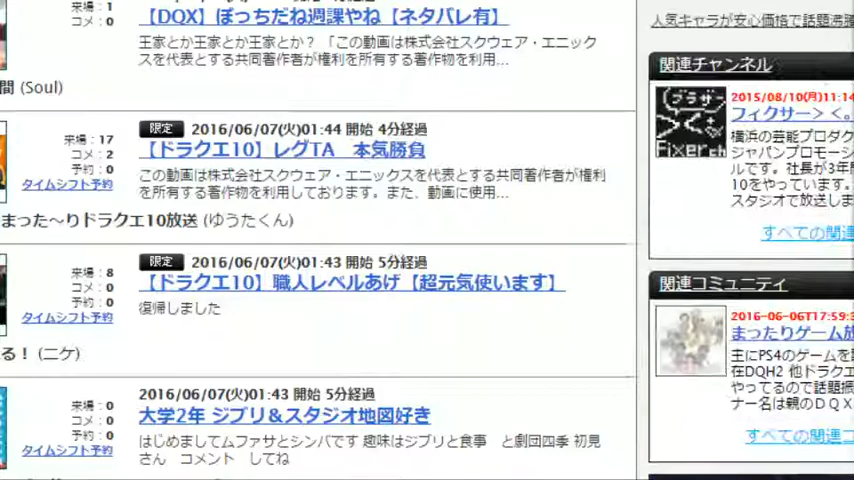 来場：1
コメ：0
【DQX】ぼっちだね週課やね【ネタバレ有】
王家とか王家とか王家とか？「この動画は株式会社スクウェア・エニック
スを代表とする共同著作者が権利を所有する著作物を利用...
間 (Soul)
来場：17
コメ：2
予約：0
タイムシフト予約
限定 2016/06/07(火)01:44 開始 4分経過
【ドラクエ10】レグTA　本気勝負
この動画は株式会社スクウェア・エニックスを代表とする共同著作者が権利
を所有する著作物を利用しております。また、動画に使用...
まった～りドラクエ10放送 (ゆうたくん)
来場：8
コメ：0
予約：0
タイムシフト予約
限定 2016/06/07(火)01:43 開始 5分経過
【ドラクエ10】職人レベルあげ【超元気使います】
復帰しました
る！ (ニケ)
来場：0
コメ：0
予約：0
タイムシフト予約
2016/06/07(火)01:43 開始 5分経過
大学2年 ジブリ＆スタジオ地図好き
はじめましてムファサとシンバです 趣味はジブリと食事　と劇団四季 初見
さん　コメント　してね
人気キャラが安心価格で話題沸
関連チャンネル
(ブラザー
Fixerch
2015/08/10(月)11:14
フィクサー＞＜。
横浜の芸能プロダク
ジャパンプロモーシ
ルです。社長が3年
10をやっています。
スタジオで放送しま
すべての関連
関連コミュニティ
2016-06-06T17:59:3
まったりゲーム放
主にPS4のゲームを
在DQH2 他ドラクエ
やってるので話題振
ナー名は親のＤＱＸ
すべての関連コ